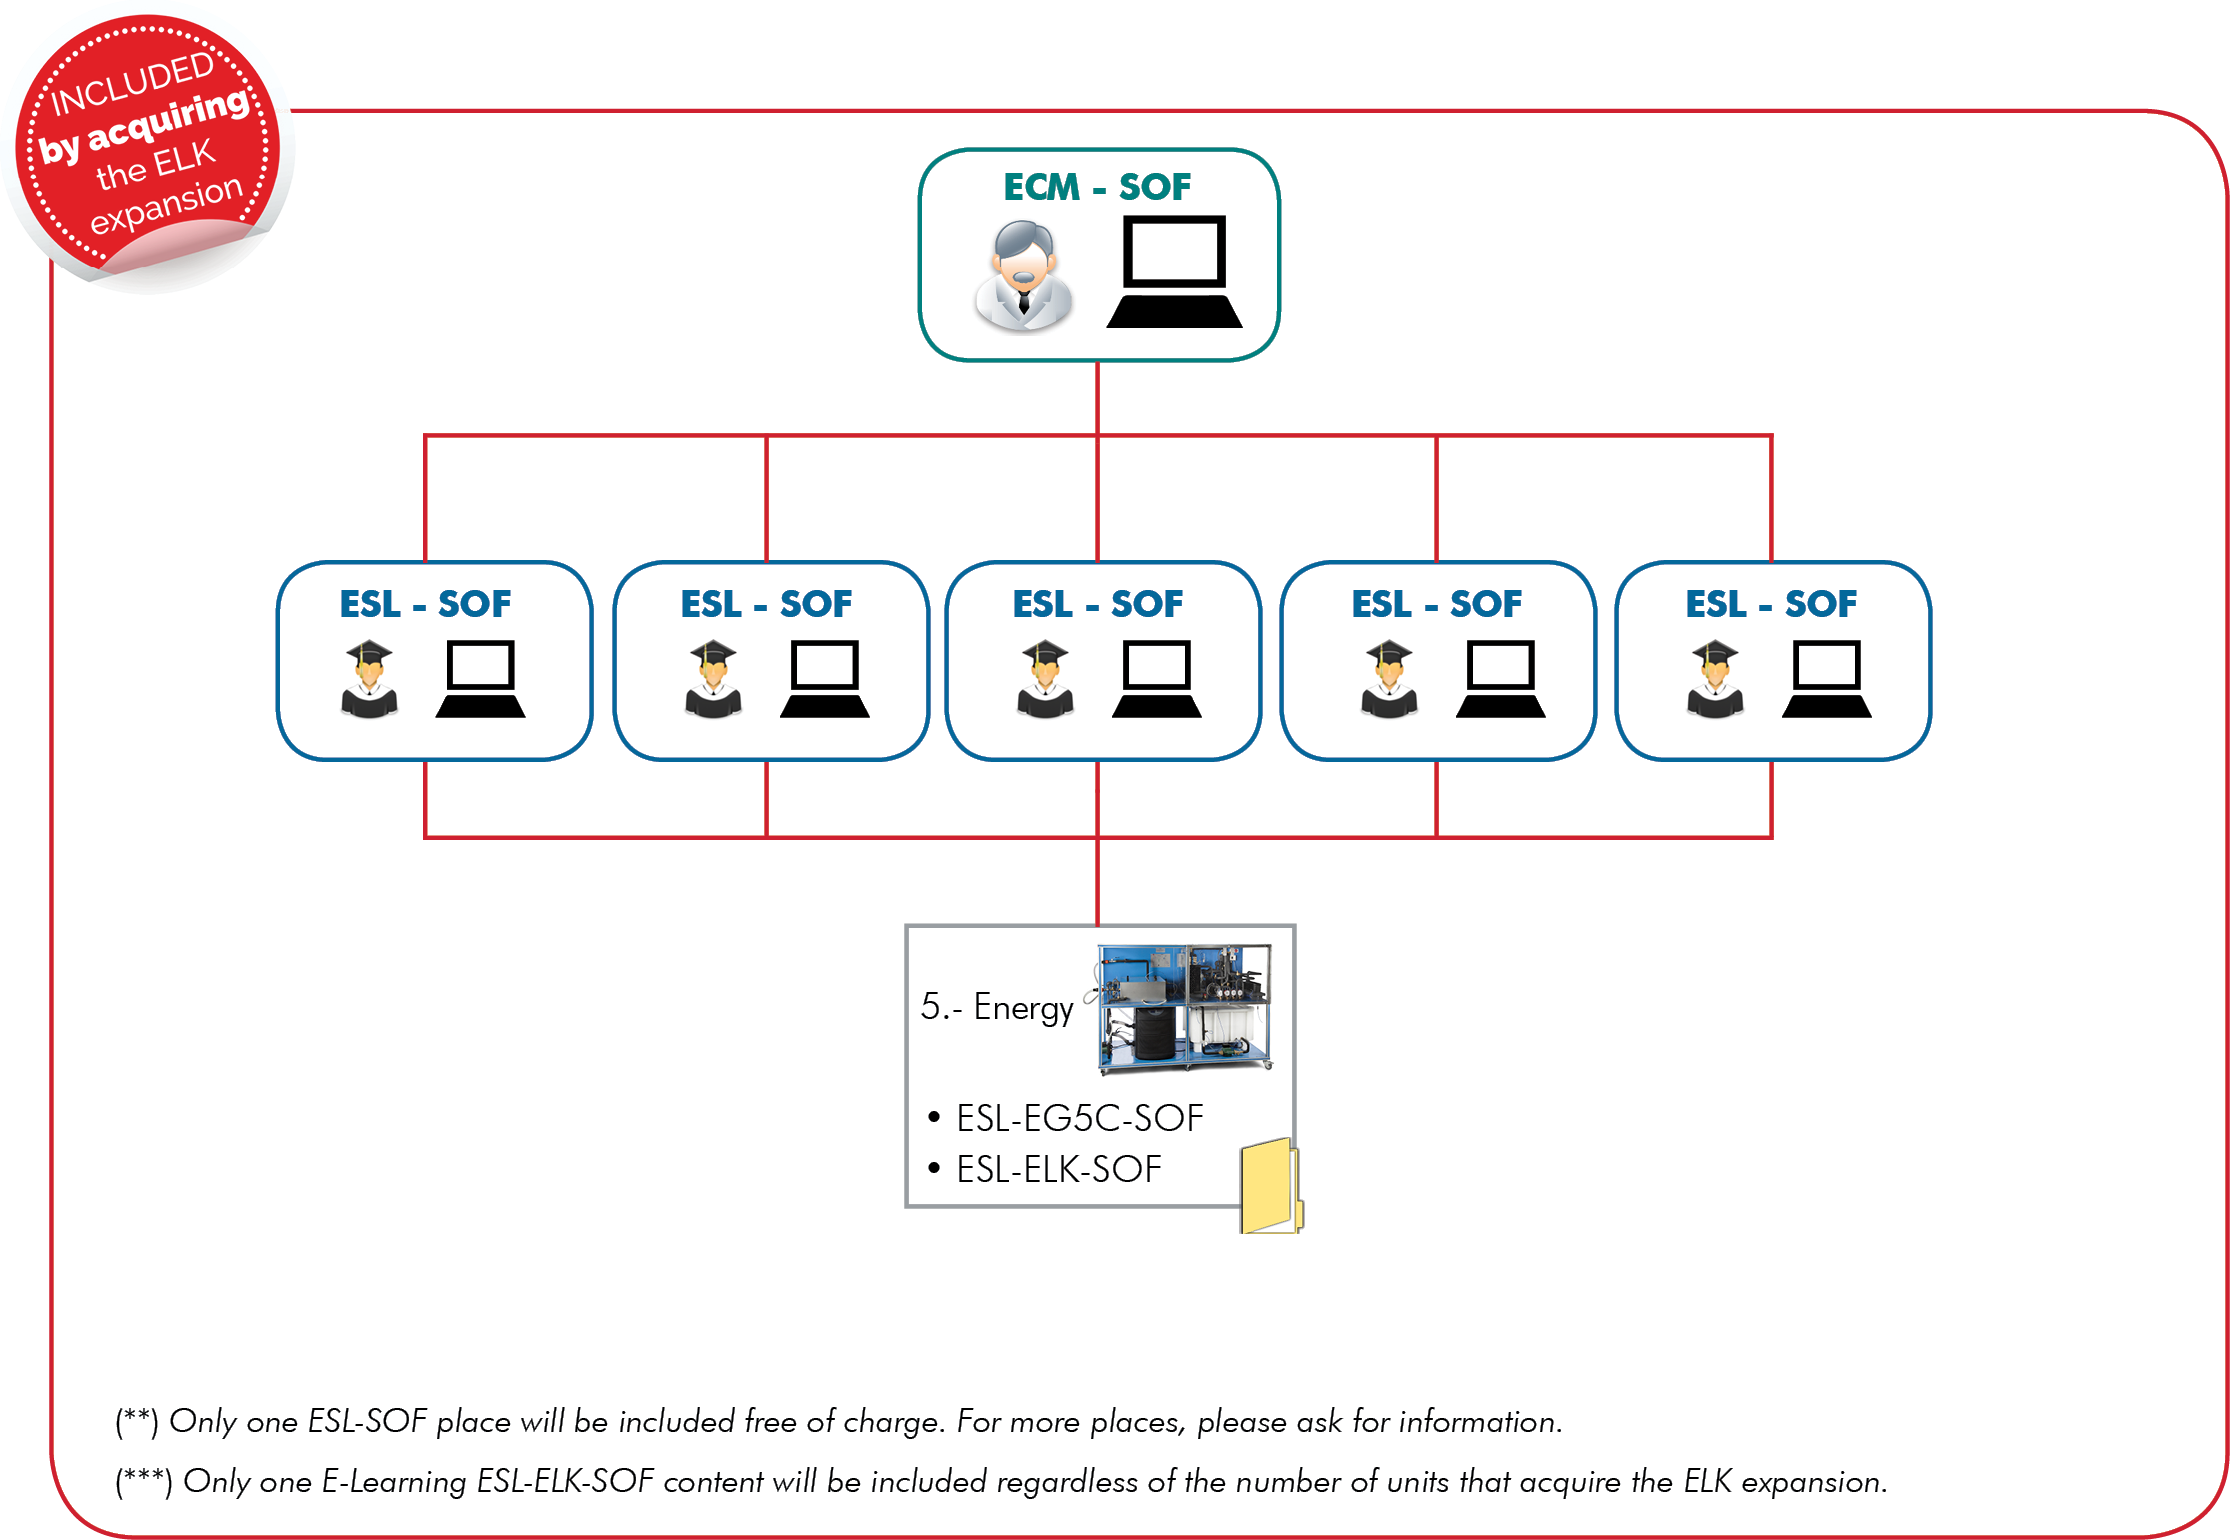 INCLUDED
by acquiring
the ELK
expansion
ECM - SOF
ESL - SOF
ESL - SOF
ESL - SOF
ESL - SOF
ESL - SOF
5.- Energy
• ESL-EG5C-SOF
• ESL-ELK-SOF
(**) Only one ESL-SOF place will be included free of charge. For more places, please ask for information.
(***) Only one E-Learning ESL-ELK-SOF content will be included regardless of the number of units that acquire the ELK expansion.